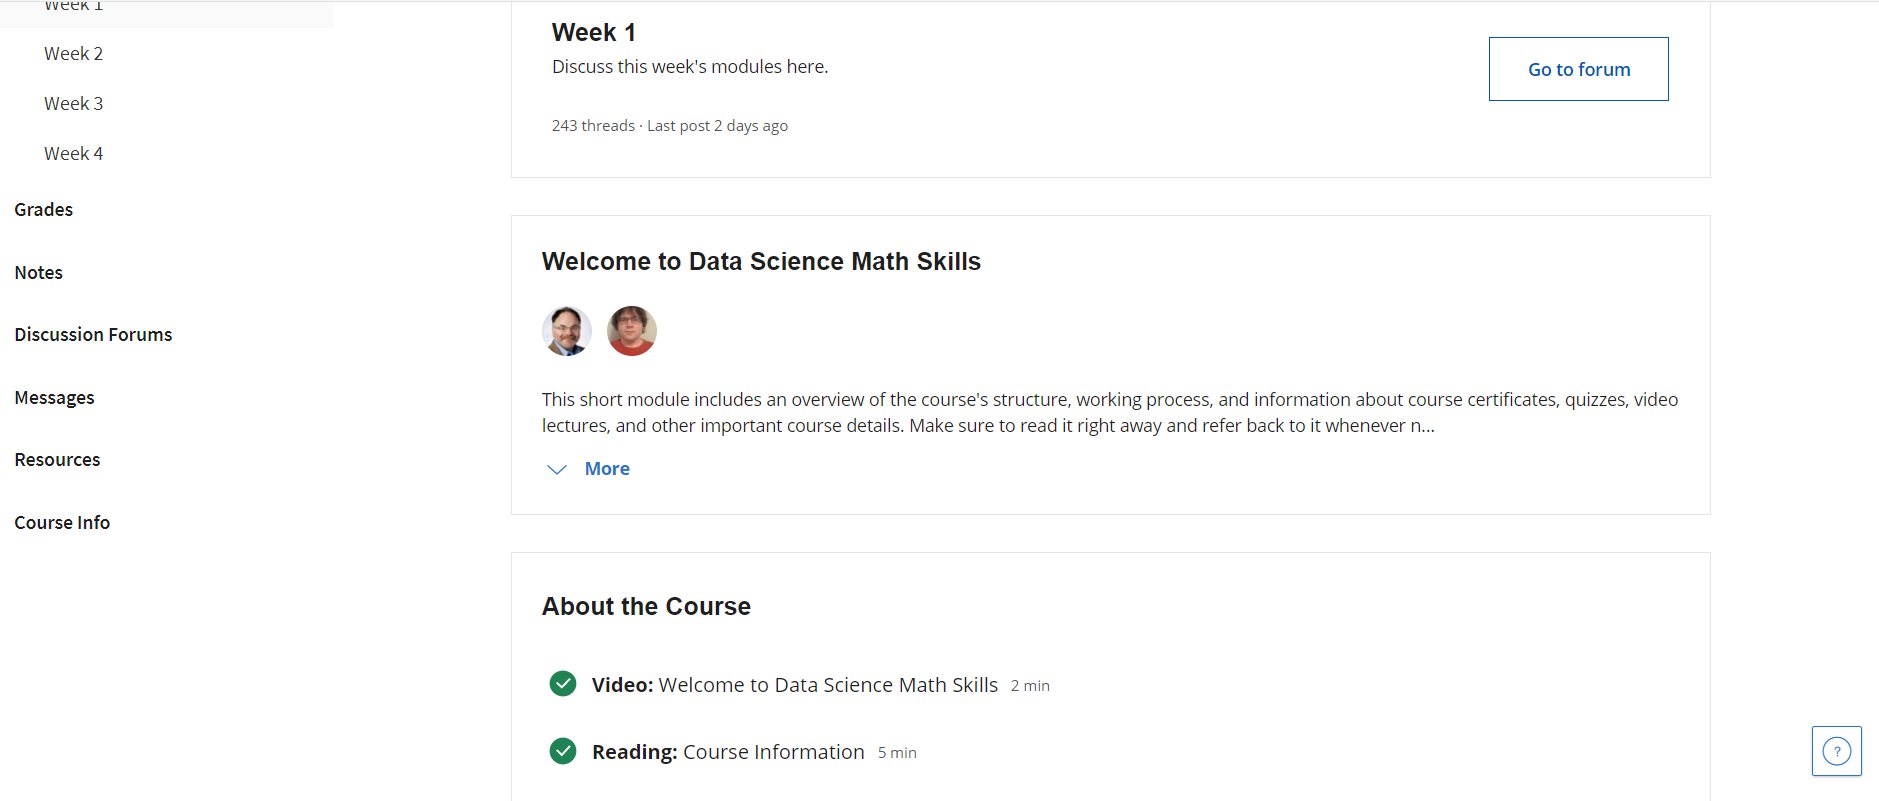 Week 1
Week 2
Week 3
Week 4
Grades
Notes
Discussion Forums
Messages
Resources
Course Info
Week 1
Discuss this week's modules here.
Go to forum
243 threads · Last post 2 days ago
Welcome to Data Science Math Skills
This short module includes an overview of the course's structure, working process, and information about course certificates, quizzes, video
lectures, and other important course details. Make sure to read it right away and refer back to it whenever n...
More
About the Course
Video: Welcome to Data Science Math Skills 2 min
Reading: Course Information 5 min
?